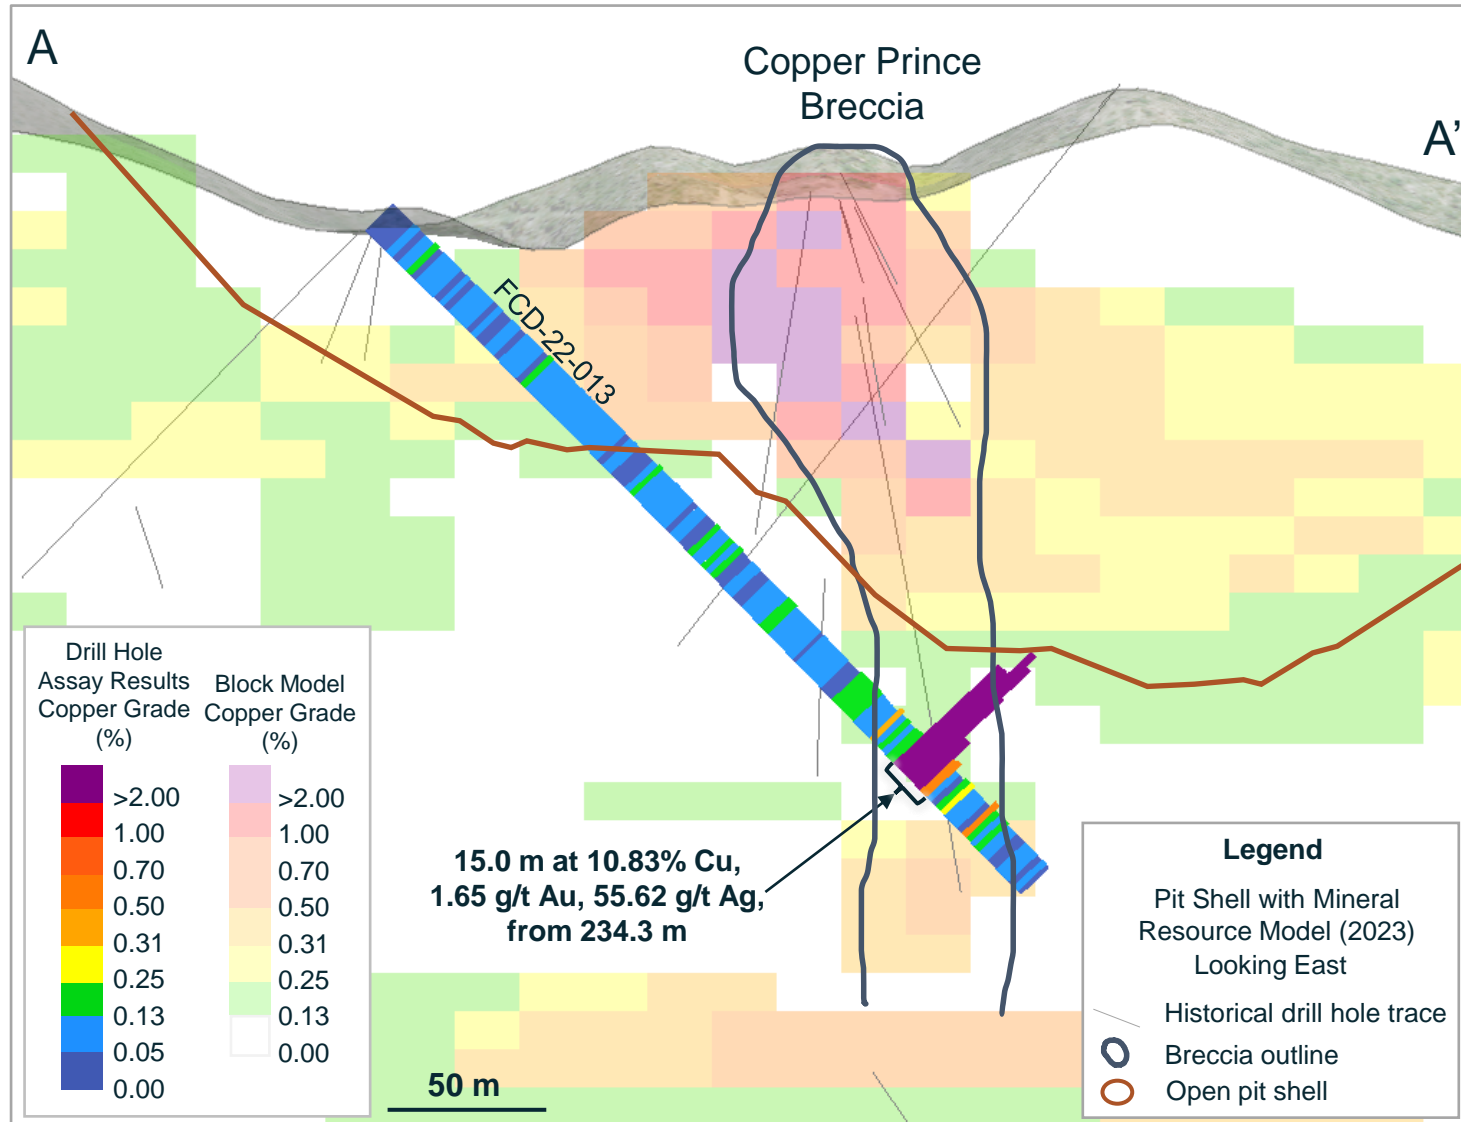 A
Copper Prince
Breccia
A'
FCD-22-013
Drill Hole
Assay Results
Copper Grade
(%)
>2.00
1.00
0.70
0.50
0.31
0.25
0.13
0.05
0.00
Block Model
Copper Grade
(%)
>2.00
1.00
0.70
0.50
0.31
0.25
0.13
0.00
15.0 m at 10.83% Cu,
1.65 g/t Au, 55.62 g/t Ag,
from 234.3 m
50 m
Legend
Pit Shell with Mineral
Resource Model (2023)
Looking East
Historical drill hole trace
Breccia outline
Open pit shell